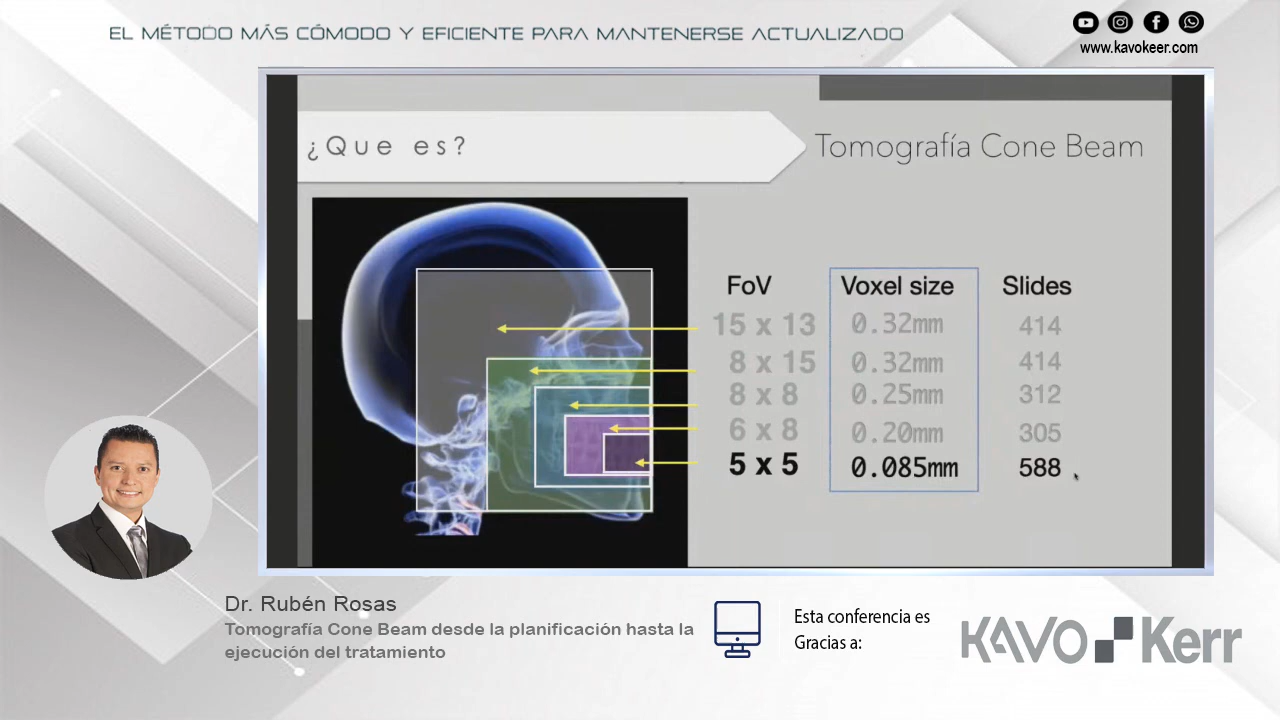 EL MÉTODO MÁS CÓMODO Y EFICIENTE PARA MANTENERSE ACTUALIZADO
www.kavokeer.com
¿Que es?
Tomografía Cone Beam
FoV Voxel size Slides
15 x 13 0.32mm 414
8 x 15 0.32mm 414
8 x 8 0.25mm 312
6 x 8 0.20mm 305
5 x 5 0.085mm 588
Dr. Rubén Rosas
Tomografía Cone Beam desde la planificación hasta la
ejecución del tratamiento
Esta conferencia es
Gracias a:
KAVO Kerr